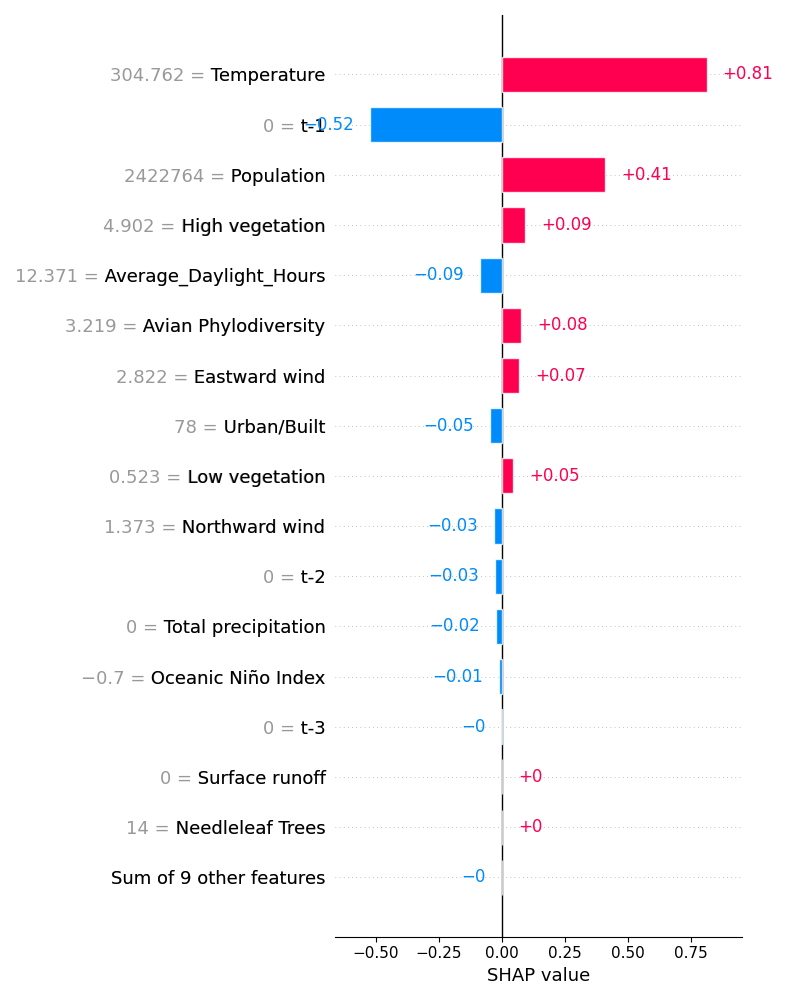 304.762 = Temperature +0.81
0 = t-1 −0.52
2422764 = Population +0.41
4.902 = High vegetation +0.09
12.371 = Average_Daylight_Hours −0.09
3.219 = Avian Phylodiversity +0.08
2.822 = Eastward wind +0.07
78 = Urban/Built −0.05
0.523 = Low vegetation +0.05
1.373 = Northward wind −0.03
0 = t-2 −0.03
0 = Total precipitation −0.02
−0.7 = Oceanic Niño Index −0.01
0 = t-3 −0
0 = Surface runoff +0
14 = Needleleaf Trees +0
Sum of 9 other features −0
−0.50 −0.25 0.00 0.25 0.50 0.75
SHAP value